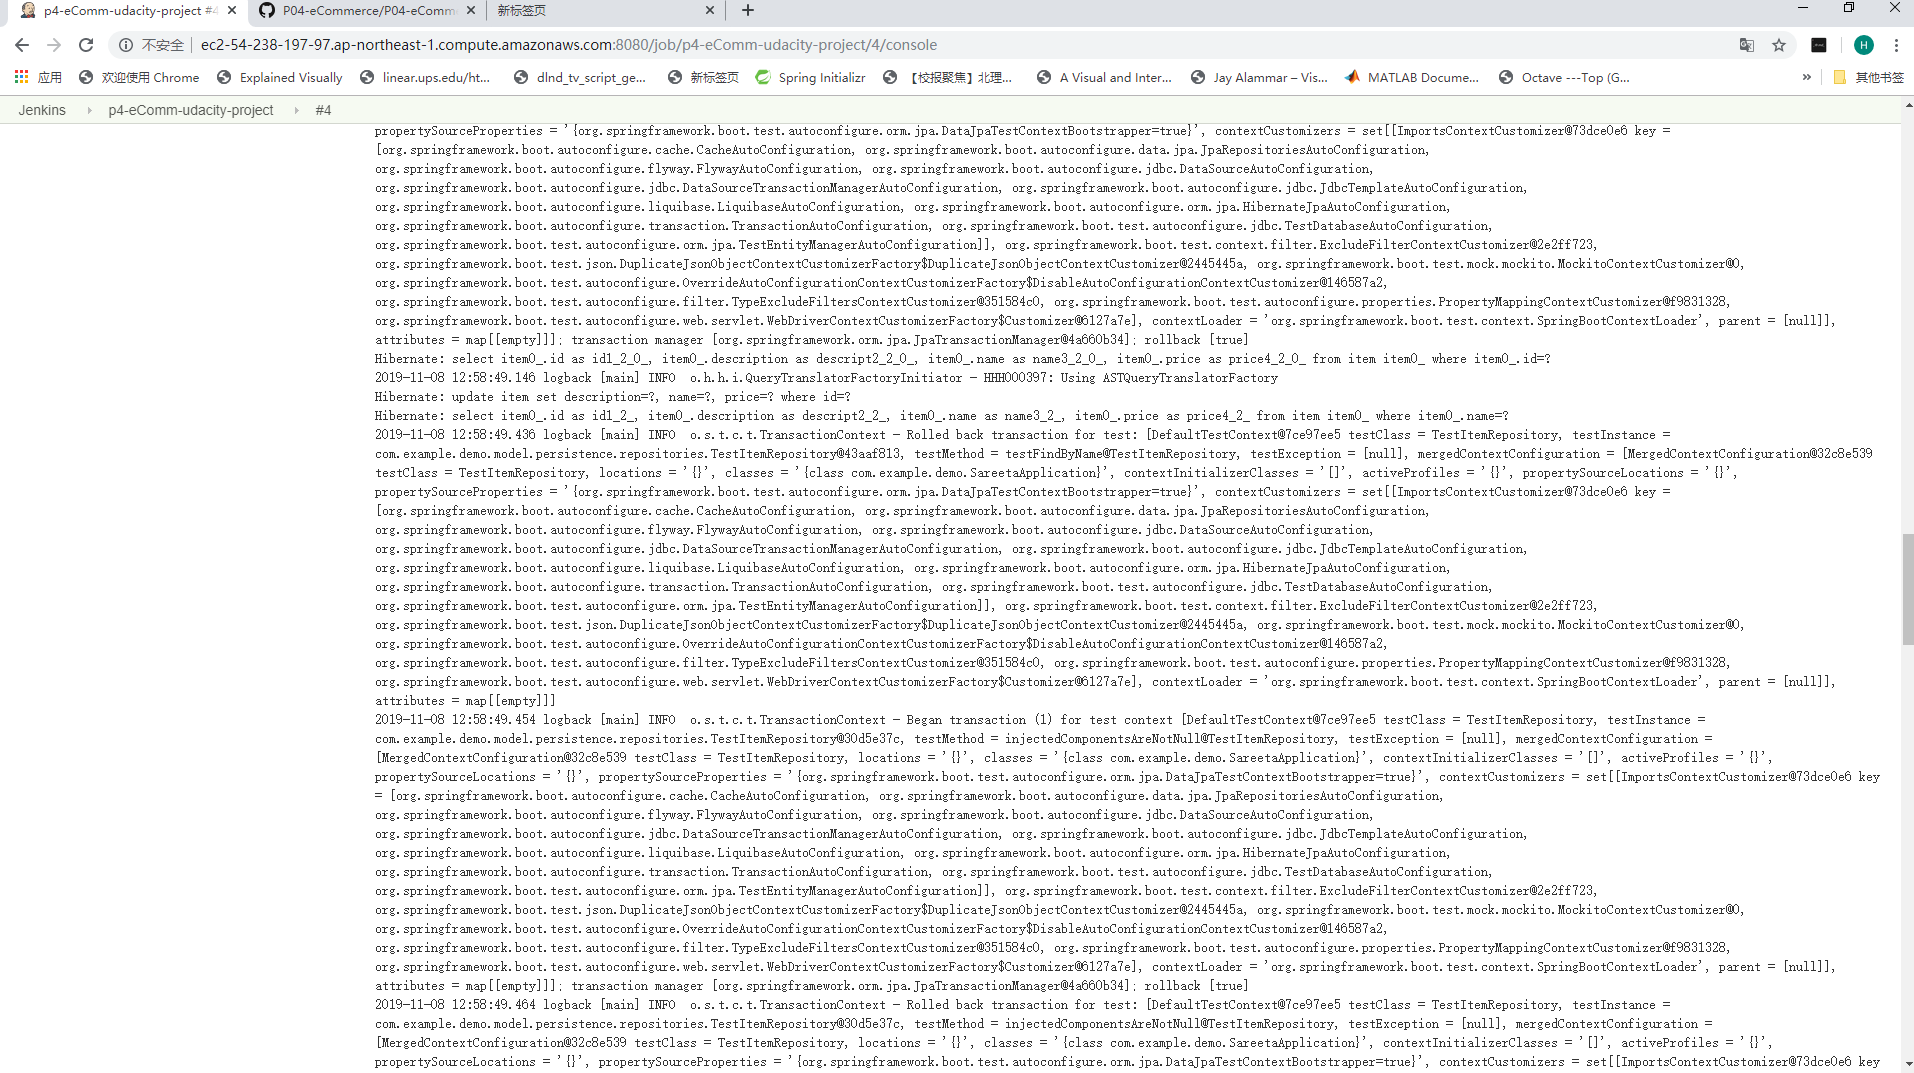 p4-eComm-udacity-project #4
P04-eCommerce/P04-eComm
新标签页
不安全 ec2-54-238-197-97.ap-northeast-1.compute.amazonaws.com:8080/job/p4-eComm-udacity-project/4/console
H
应用 欢迎使用 Chrome Explained Visually linear.ups.edu/ht... dlnd_tv_script_ge... 新标签页 Spring Initializr 【校报聚焦】北理... A Visual and Inter... Jay Alammar – Vis... MATLAB Docume... Octave ---Top (G... » 其他书签
Jenkins p4-eComm-udacity-project #4
propertySourceProperties = '{org.springframework.boot.test.autoconfigure.orm.jpa.DataJpaTestContextBootstrapper=true}', contextCustomizers = set[[ImportsContextCustomizer@73dce0e6 key =
[org.springframework.boot.autoconfigure.cache.CacheAutoConfiguration, org.springframework.boot.autoconfigure.data.jpa.JpaRepositoriesAutoConfiguration,
org.springframework.boot.autoconfigure.flyway.FlywayAutoConfiguration, org.springframework.boot.autoconfigure.jdbc.DataSourceAutoConfiguration,
org.springframework.boot.autoconfigure.jdbc.DataSourceTransactionManagerAutoConfiguration, org.springframework.boot.autoconfigure.jdbc.JdbcTemplateAutoConfiguration,
org.springframework.boot.autoconfigure.liquibase.LiquibaseAutoConfiguration, org.springframework.boot.autoconfigure.orm.jpa.HibernateJpaAutoConfiguration,
org.springframework.boot.autoconfigure.transaction.TransactionAutoConfiguration, org.springframework.boot.test.autoconfigure.jdbc.TestDatabaseAutoConfiguration,
org.springframework.boot.test.autoconfigure.orm.jpa.TestEntityManagerAutoConfiguration]], org.springframework.boot.test.context.filter.ExcludeFilterContextCustomizer@2e2ff723,
org.springframework.boot.test.json.DuplicateJsonObjectContextCustomizerFactory$DuplicateJsonObjectContextCustomizer@2445445a, org.springframework.boot.test.mock.mockito.MockitoContextCustomizer@0,
org.springframework.boot.test.autoconfigure.OverrideAutoConfigurationContextCustomizerFactory$DisableAutoConfigurationContextCustomizer@146587a2,
org.springframework.boot.test.autoconfigure.filter.TypeExcludeFiltersContextCustomizer@351584c0, org.springframework.boot.test.autoconfigure.properties.PropertyMappingContextCustomizer@f9831328,
org.springframework.boot.test.autoconfigure.web.servlet.WebDriverContextCustomizerFactory$Customizer@6127a7e], contextLoader = 'org.springframework.boot.test.context.SpringBootContextLoader', parent = [null]],
attributes = map[[empty]]]; transaction manager [org.springframework.orm.jpa.JpaTransactionManager@4a660b34]; rollback [true]
Hibernate: select item0_.id as id1_2_0_, item0_.description as descript2_2_0_, item0_.name as name3_2_0_, item0_.price as price4_2_0_ from item item0_ where item0_.id=?
2019-11-08 12:58:49.146 logback [main] INFO  o.h.h.i.QueryTranslatorFactoryInitiator - HHH000397: Using ASTQueryTranslatorFactory
Hibernate: update item set description=?, name=?, price=? where id=?
Hibernate: select item0_.id as id1_2_, item0_.description as descript2_2_, item0_.name as name3_2_, item0_.price as price4_2_ from item item0_ where item0_.name=?
2019-11-08 12:58:49.436 logback [main] INFO  o.s.t.c.t.TransactionContext - Rolled back transaction for test: [DefaultTestContext@7ce97ee5 testClass = TestItemRepository, testInstance =
com.example.demo.model.persistence.repositories.TestItemRepository@43aaf813, testMethod = testFindByName@TestItemRepository, testException = [null], mergedContextConfiguration = [MergedContextConfiguration@32c8e539
testClass = TestItemRepository, locations = '{}', classes = '{class com.example.demo.SareetaApplication}', contextInitializerClasses = '[]', activeProfiles = '{}', propertySourceLocations = '{}',
propertySourceProperties = '{org.springframework.boot.test.autoconfigure.orm.jpa.DataJpaTestContextBootstrapper=true}', contextCustomizers = set[[ImportsContextCustomizer@73dce0e6 key =
[org.springframework.boot.autoconfigure.cache.CacheAutoConfiguration, org.springframework.boot.autoconfigure.data.jpa.JpaRepositoriesAutoConfiguration,
org.springframework.boot.autoconfigure.flyway.FlywayAutoConfiguration, org.springframework.boot.autoconfigure.jdbc.DataSourceAutoConfiguration,
org.springframework.boot.autoconfigure.jdbc.DataSourceTransactionManagerAutoConfiguration, org.springframework.boot.autoconfigure.jdbc.JdbcTemplateAutoConfiguration,
org.springframework.boot.autoconfigure.liquibase.LiquibaseAutoConfiguration, org.springframework.boot.autoconfigure.orm.jpa.HibernateJpaAutoConfiguration,
org.springframework.boot.autoconfigure.transaction.TransactionAutoConfiguration, org.springframework.boot.test.autoconfigure.jdbc.TestDatabaseAutoConfiguration,
org.springframework.boot.test.autoconfigure.orm.jpa.TestEntityManagerAutoConfiguration]], org.springframework.boot.test.context.filter.ExcludeFilterContextCustomizer@2e2ff723,
org.springframework.boot.test.json.DuplicateJsonObjectContextCustomizerFactory$DuplicateJsonObjectContextCustomizer@2445445a, org.springframework.boot.test.mock.mockito.MockitoContextCustomizer@0,
org.springframework.boot.test.autoconfigure.OverrideAutoConfigurationContextCustomizerFactory$DisableAutoConfigurationContextCustomizer@146587a2,
org.springframework.boot.test.autoconfigure.filter.TypeExcludeFiltersContextCustomizer@351584c0, org.springframework.boot.test.autoconfigure.properties.PropertyMappingContextCustomizer@f9831328,
org.springframework.boot.test.autoconfigure.web.servlet.WebDriverContextCustomizerFactory$Customizer@6127a7e], contextLoader = 'org.springframework.boot.test.context.SpringBootContextLoader', parent = [null]],
attributes = map[[empty]]]
2019-11-08 12:58:49.454 logback [main] INFO  o.s.t.c.t.TransactionContext - Began transaction (1) for test context [DefaultTestContext@7ce97ee5 testClass = TestItemRepository, testInstance =
com.example.demo.model.persistence.repositories.TestItemRepository@30d5e37c, testMethod = injectedComponentsAreNotNull@TestItemRepository, testException = [null], mergedContextConfiguration =
[MergedContextConfiguration@32c8e539 testClass = TestItemRepository, locations = '{}', classes = '{class com.example.demo.SareetaApplication}', contextInitializerClasses = '[]', activeProfiles = '{}',
propertySourceLocations = '{}', propertySourceProperties = '{org.springframework.boot.test.autoconfigure.orm.jpa.DataJpaTestContextBootstrapper=true}', contextCustomizers = set[[ImportsContextCustomizer@73dce0e6 key
= [org.springframework.boot.autoconfigure.cache.CacheAutoConfiguration, org.springframework.boot.autoconfigure.data.jpa.JpaRepositoriesAutoConfiguration,
org.springframework.boot.autoconfigure.flyway.FlywayAutoConfiguration, org.springframework.boot.autoconfigure.jdbc.DataSourceAutoConfiguration,
org.springframework.boot.autoconfigure.jdbc.DataSourceTransactionManagerAutoConfiguration, org.springframework.boot.autoconfigure.jdbc.JdbcTemplateAutoConfiguration,
org.springframework.boot.autoconfigure.liquibase.LiquibaseAutoConfiguration, org.springframework.boot.autoconfigure.orm.jpa.HibernateJpaAutoConfiguration,
org.springframework.boot.autoconfigure.transaction.TransactionAutoConfiguration, org.springframework.boot.test.autoconfigure.jdbc.TestDatabaseAutoConfiguration,
org.springframework.boot.test.autoconfigure.orm.jpa.TestEntityManagerAutoConfiguration]], org.springframework.boot.test.context.filter.ExcludeFilterContextCustomizer@2e2ff723,
org.springframework.boot.test.json.DuplicateJsonObjectContextCustomizerFactory$DuplicateJsonObjectContextCustomizer@2445445a, org.springframework.boot.test.mock.mockito.MockitoContextCustomizer@0,
org.springframework.boot.test.autoconfigure.OverrideAutoConfigurationContextCustomizerFactory$DisableAutoConfigurationContextCustomizer@146587a2,
org.springframework.boot.test.autoconfigure.filter.TypeExcludeFiltersContextCustomizer@351584c0, org.springframework.boot.test.autoconfigure.properties.PropertyMappingContextCustomizer@f9831328,
org.springframework.boot.test.autoconfigure.web.servlet.WebDriverContextCustomizerFactory$Customizer@6127a7e], contextLoader = 'org.springframework.boot.test.context.SpringBootContextLoader', parent = [null]],
attributes = map[[empty]]]; transaction manager [org.springframework.orm.jpa.JpaTransactionManager@4a660b34]; rollback [true]
2019-11-08 12:58:49.464 logback [main] INFO  o.s.t.c.t.TransactionContext - Rolled back transaction for test: [DefaultTestContext@7ce97ee5 testClass = TestItemRepository, testInstance =
com.example.demo.model.persistence.repositories.TestItemRepository@30d5e37c, testMethod = injectedComponentsAreNotNull@TestItemRepository, testException = [null], mergedContextConfiguration =
[MergedContextConfiguration@32c8e539 testClass = TestItemRepository, locations = '{}', classes = '{class com.example.demo.SareetaApplication}', contextInitializerClasses = '[]', activeProfiles = '{}',
propertySourceLocations = '{}', propertySourceProperties = '{org.springframework.boot.test.autoconfigure.orm.jpa.DataJpaTestContextBootstrapper=true}', contextCustomizers = set[[ImportsContextCustomizer@73dce0e6 key